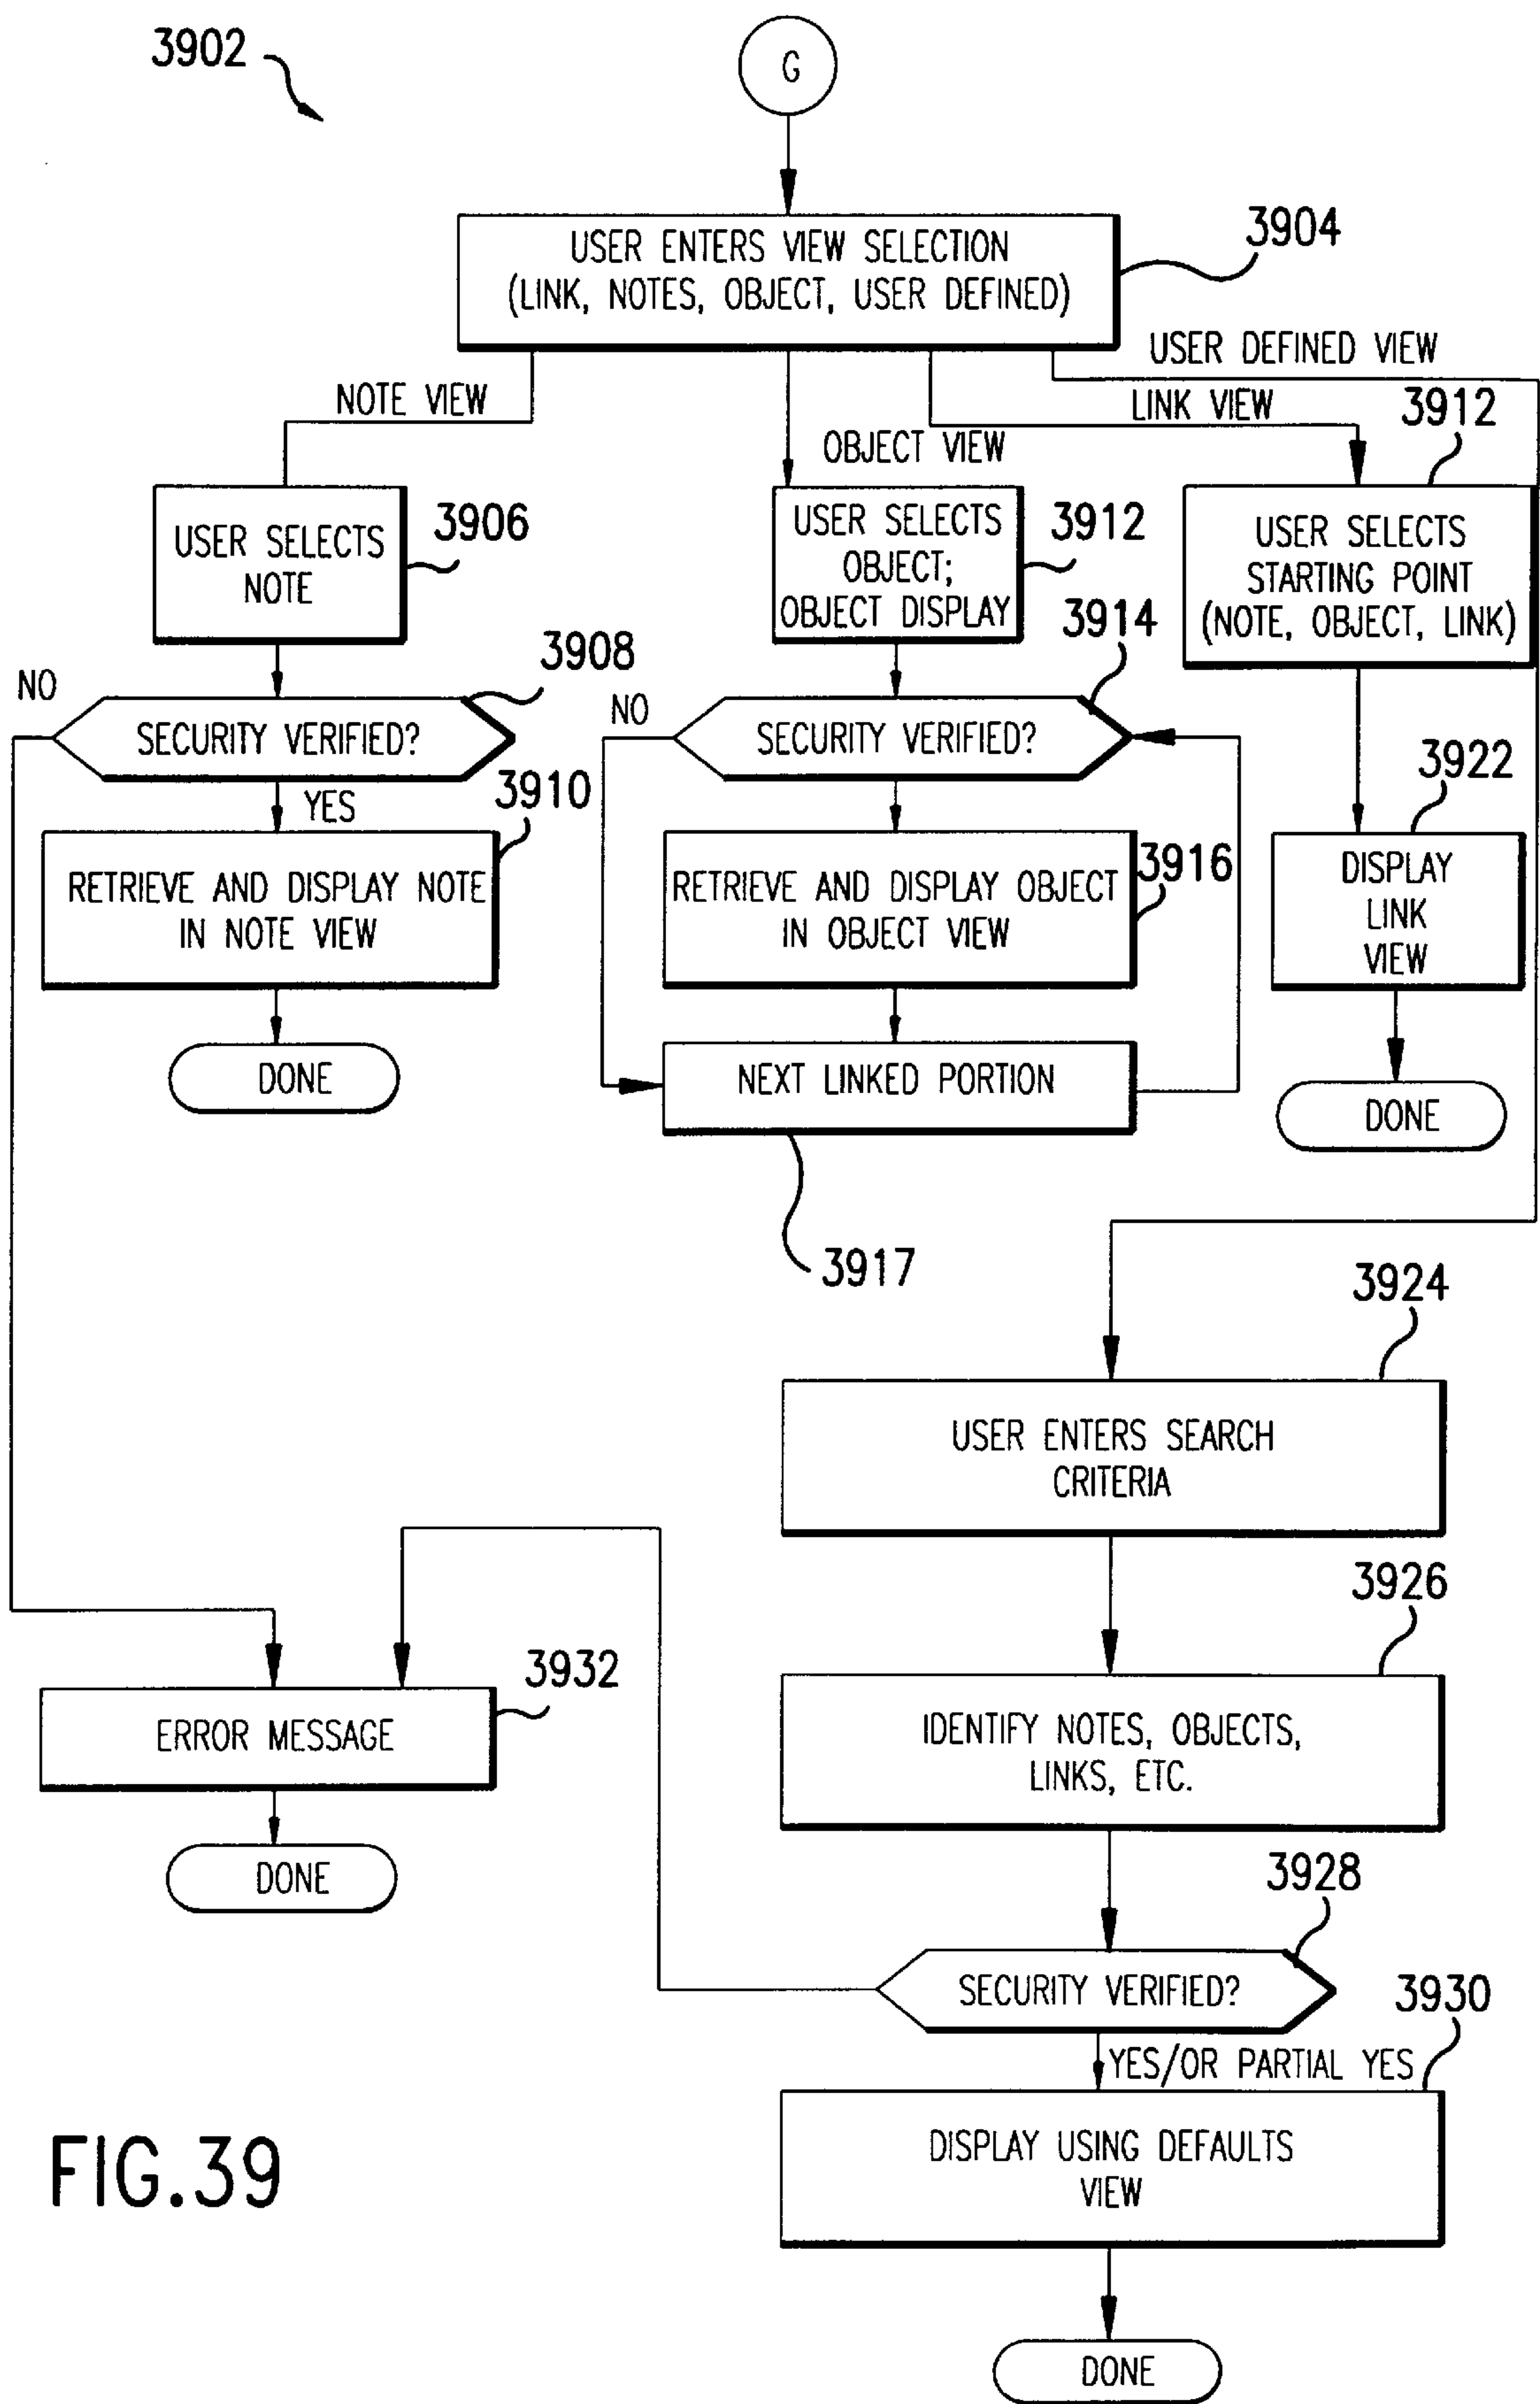 3902
G
USER ENTERS VIEW SELECTION
(LINK, NOTES, OBJECT, USER DEFINED)
3904
USER DEFINED VIEW
NOTE VIEW
LINK VIEW
3912
OBJECT VIEW
USER SELECTS
NOTE
3906
USER SELECTS
OBJECT;
OBJECT DISPLAY
3912
USER SELECTS
STARTING POINT
(NOTE, OBJECT, LINK)
3914
3908
NO
SECURITY VERIFIED?
NO
SECURITY VERIFIED?
3922
YES
3910
RETRIEVE AND DISPLAY NOTE
IN NOTE VIEW
RETRIEVE AND DISPLAY OBJECT
IN OBJECT VIEW
3916
DISPLAY
LINK
VIEW
DONE
NEXT LINKED PORTION
DONE
3917
3924
USER ENTERS SEARCH
CRITERIA
3926
3932
ERROR MESSAGE
IDENTIFY NOTES, OBJECTS,
LINKS, ETC.
DONE
3928
SECURITY VERIFIED?
3930
YES/OR PARTIAL YES
DISPLAY USING DEFAULTS
VIEW
FIG.39
DONE